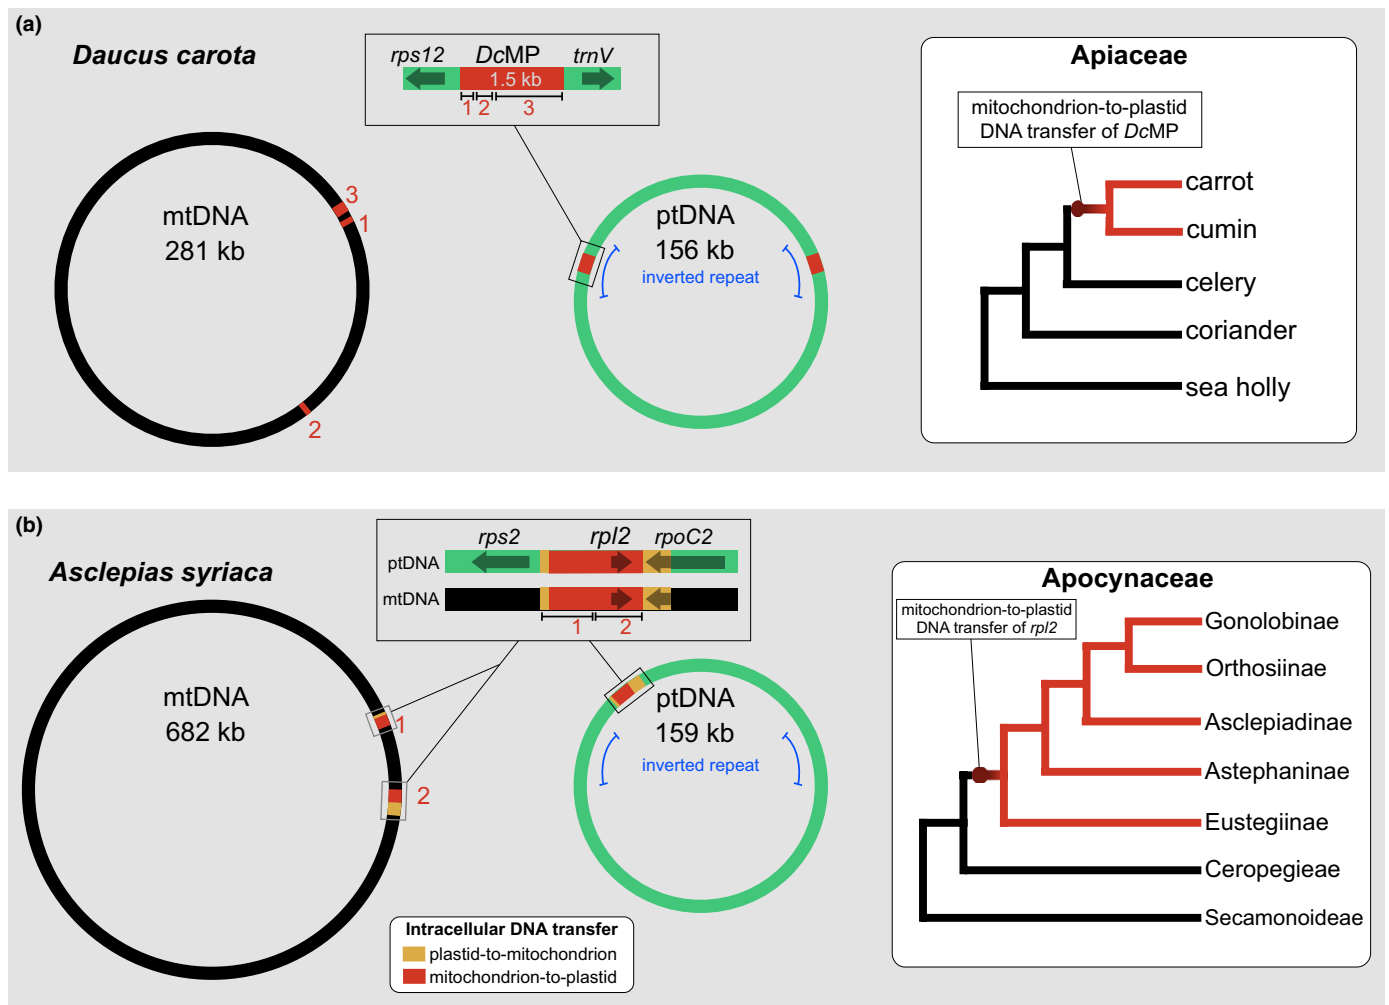 (a)
Daucus carota
rps12 DcMP trnV
1.5 kb
1 2 3
mtDNA
281 kb
3
1
2
ptDNA
156 kb
inverted repeat
Apiaceae
mitochondrion-to-plastid
DNA transfer of DcMP
carrot
cumin
celery
coriander
sea holly
(b)
Asclepias syriaca
rps2 rpl2 rpoC2
ptDNA
mtDNA
1 2
mtDNA
682 kb
1
2
ptDNA
159 kb
inverted repeat
Intracellular DNA transfer
plastid-to-mitochondrion
mitochondrion-to-plastid
Apocynaceae
mitochondrion-to-plastid
DNA transfer of rpl2
Gonolobinae
Orthosiinae
Asclepiadinae
Astephaninae
Eustegiinae
Ceropegieae
Secamonoideae